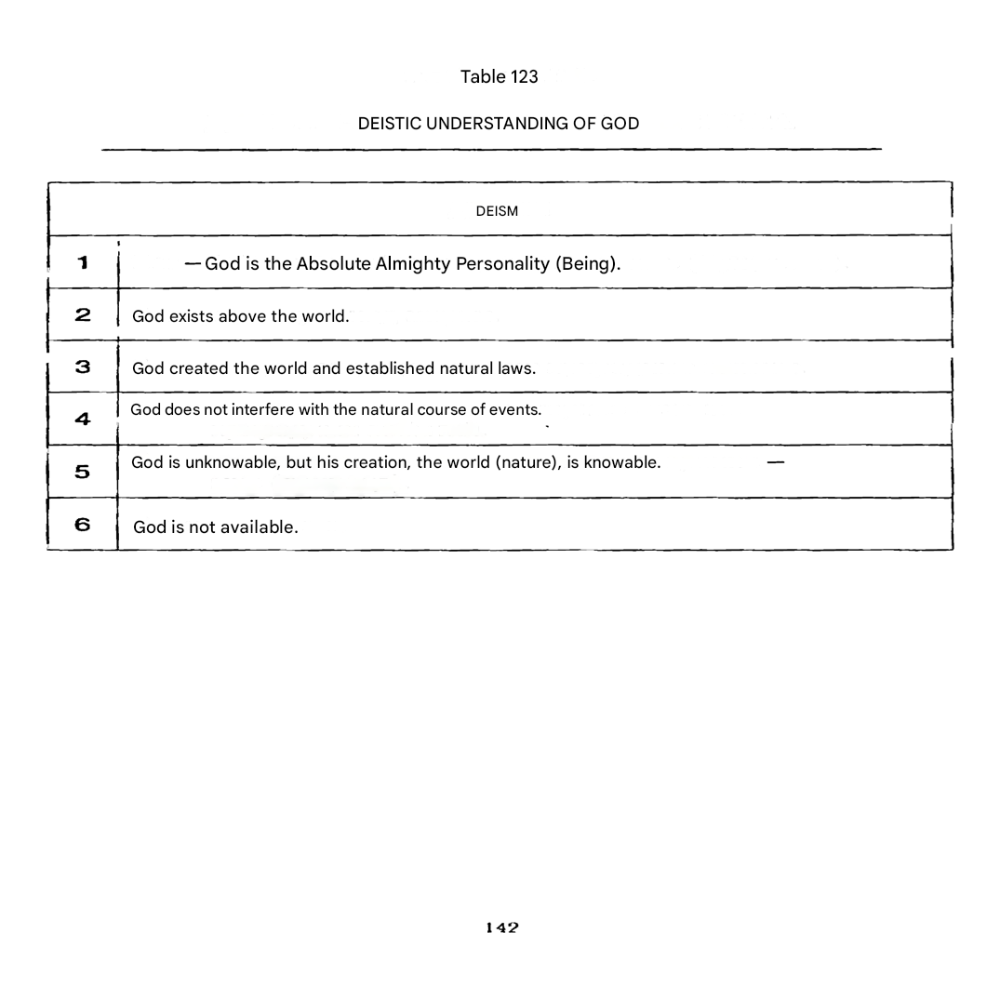 Table 123
DEISTIC UNDERSTANDING OF GOD
DEISM
1 — God is the Absolute Almighty Personality (Being).
2 God exists above the world.
3 God created the world and established natural laws.
4 God does not interfere with the natural course of events.
5 God is unknowable, but his creation, the world (nature), is knowable. —
6 God is not available.
142